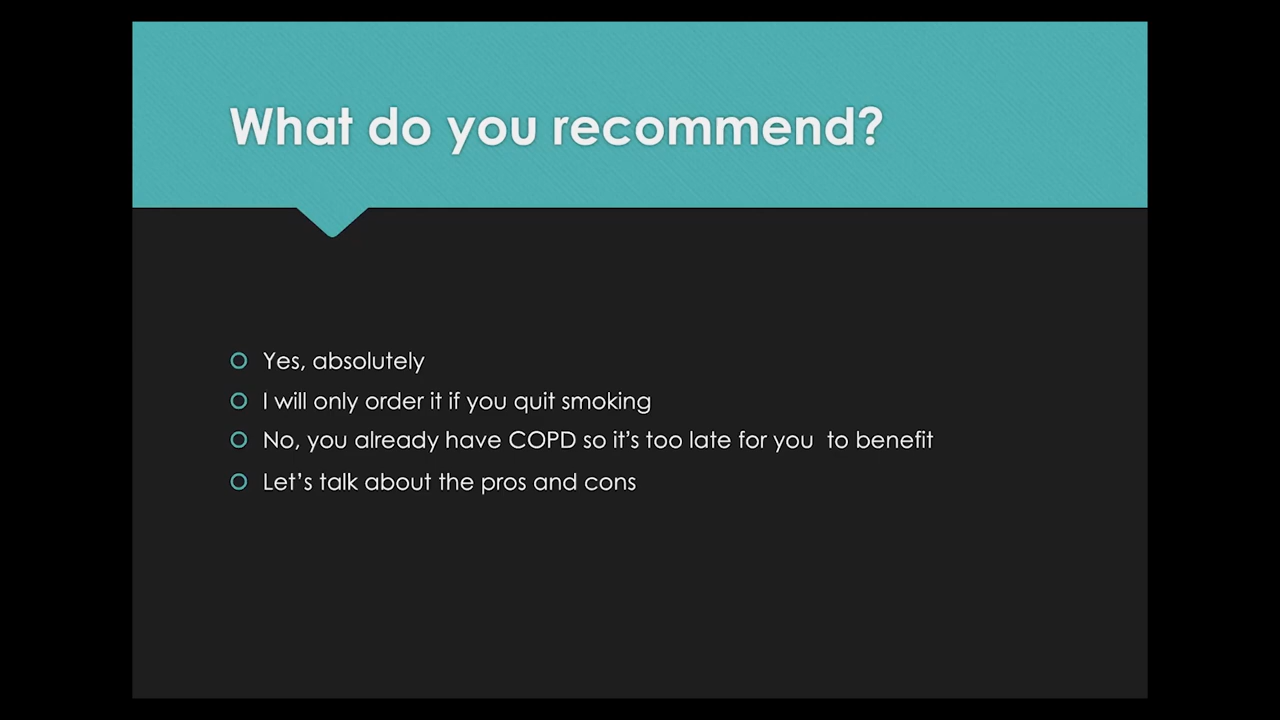 What do you recommend?
Yes, absolutely
I will only order it if you quit smoking
No, you already have COPD so it's too late for you  to benefit
Let's talk about the pros and cons